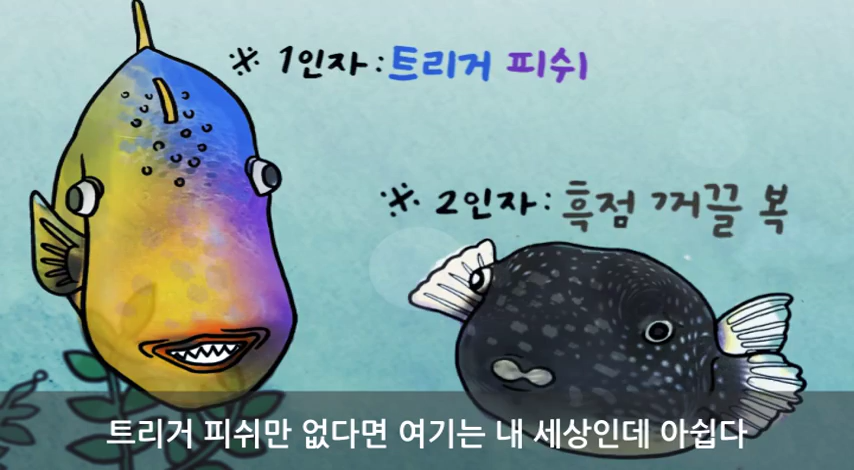 ※ 1인자:트리거 피쉬
※ 2인자:흑점 꺼끌 복
트리거 피쉬만 없다면 여기는 내 세상인데 아쉽다